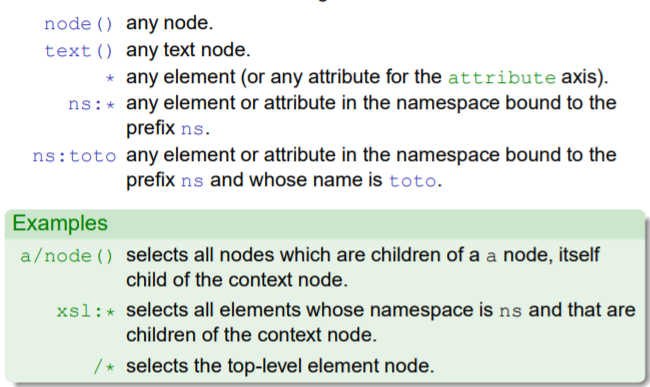 node() any node.
text() any text node.
* any element (or any attribute for the attribute axis).
ns:* any element or attribute in the namespace bound to the
prefix ns.
ns:toto any element or attribute in the namespace bound to the
prefix ns and whose name is toto.
Examples
a/node() selects all nodes which are children of a a node, itself
child of the context node.
xsl:* selects all elements whose namespace is ns and that are
children of the context node.
/* selects the top-level element node.